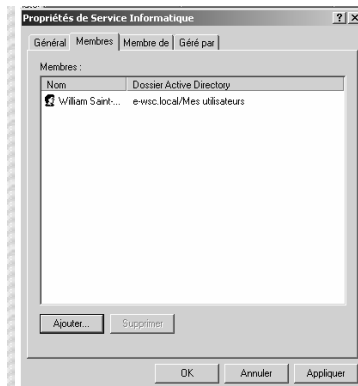 Propriétés de Service Informatique ? X
Général Membres Membre de Géré par
Membres :
Nom Dossier Active Directory
William Saint-... e-wsc.local/Mes utilisateurs
Ajouter... Supprimer
OK Annuler Appliquer